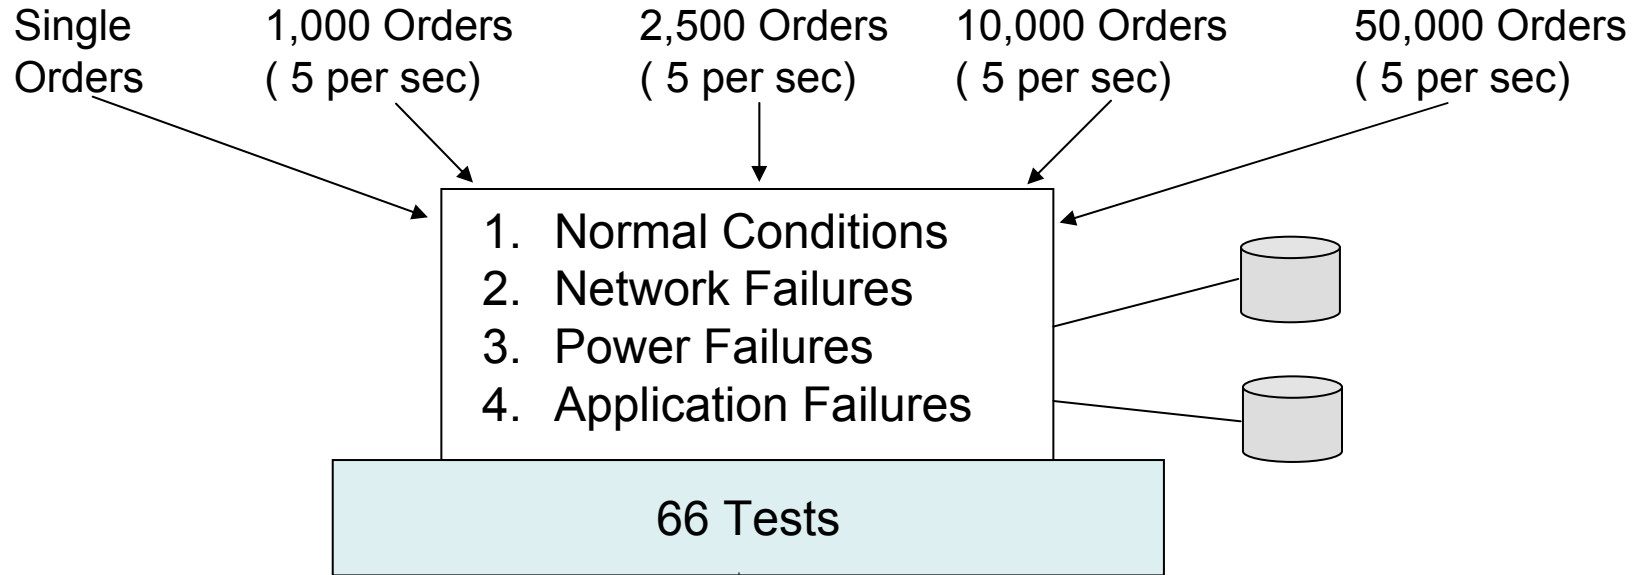 Single Orders
1,000 Orders
( 5 per sec)
2,500 Orders
( 5 per sec)
10,000 Orders
( 5 per sec)
50,000 Orders
( 5 per sec)
1. Normal Conditions
2. Network Failures
3. Power Failures
4. Application Failures
66 Tests